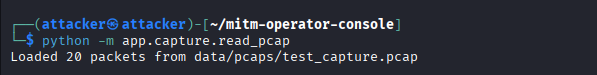 ┌──(attacker㉿attacker)-[~/mitm-operator-console]
└─$ python -m app.capture.read_pcap
Loaded 20 packets from data/pcaps/test_capture.pcap